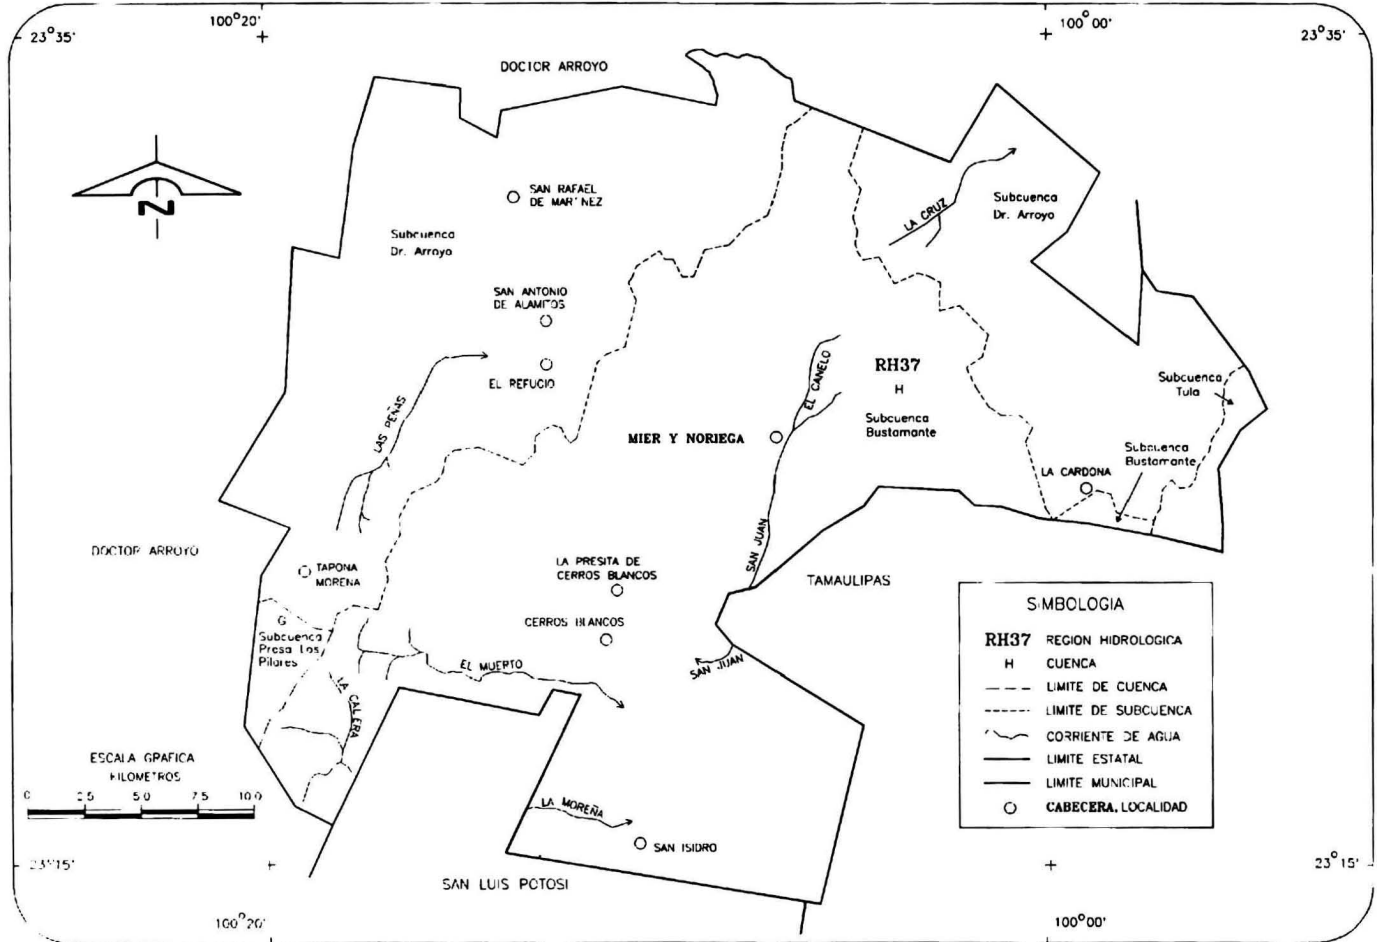 100°20'
100°00'
23°35'
23°35'
DOCTOR ARROYO
N
SAN RAFAEL
DE MAR'NEZ
Subcuenca
Dr. Arroyo
LA CRUZ
Subcuenca
Dr. Arroyo
SAN ANTONIO
DE ALAMITOS
EL REFUCIO
LAS PEÑAS
EL CANELO
RH37
H
Subcuenca
Bustamante
Subcuenca
Tula
MIER Y NORIEGA
Subcuenca
Bustamante
LA CARDONA
SAN JUAN
DOCTOR ARROYO
TAPONA
MORENA
LA PRESITA DE
CERROS BLANCOS
TAMAULIPAS
G
Subcuenca
Presa Los
Pilares
CERROS BLANCOS
EL MUERTO
SAN JUAN
LA CALERA
SIMBOLOGIA
RH37 REGION HIDROLOGICA
H CUENCA
LIMITE DE CUENCA
LIMITE DE SUBCUENCA
CORRIENTE DE AGUA
LIMITE ESTATAL
LIMITE MUNICIPAL
CABECERA, LOCALIDAD
ESCALA GRAFICA
KILOMETROS
0 2.5 5.0 7.5 10.0
LA MOREÑA
SAN ISIDRO
SAN LUIS POTOSI
23°15'
23°15'
100°20'
100°00'